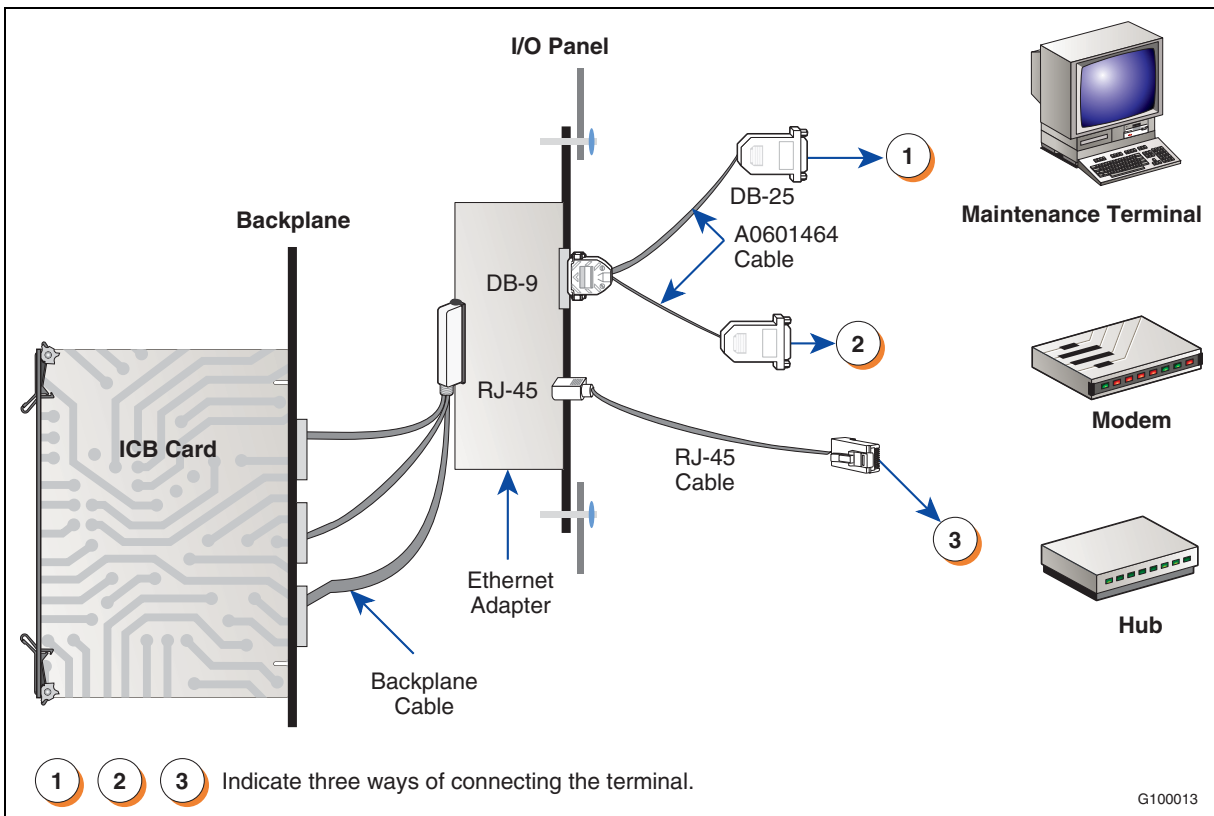 I/O Panel
1
DB-25
Maintenance Terminal
Backplane
A0601464
Cable
DB-9
2
RJ-45
Modem
ICB Card
RJ-45
Cable
3
Ethernet
Adapter
Hub
Backplane
Cable
1 2 3 Indicate three ways of connecting the terminal.
G100013